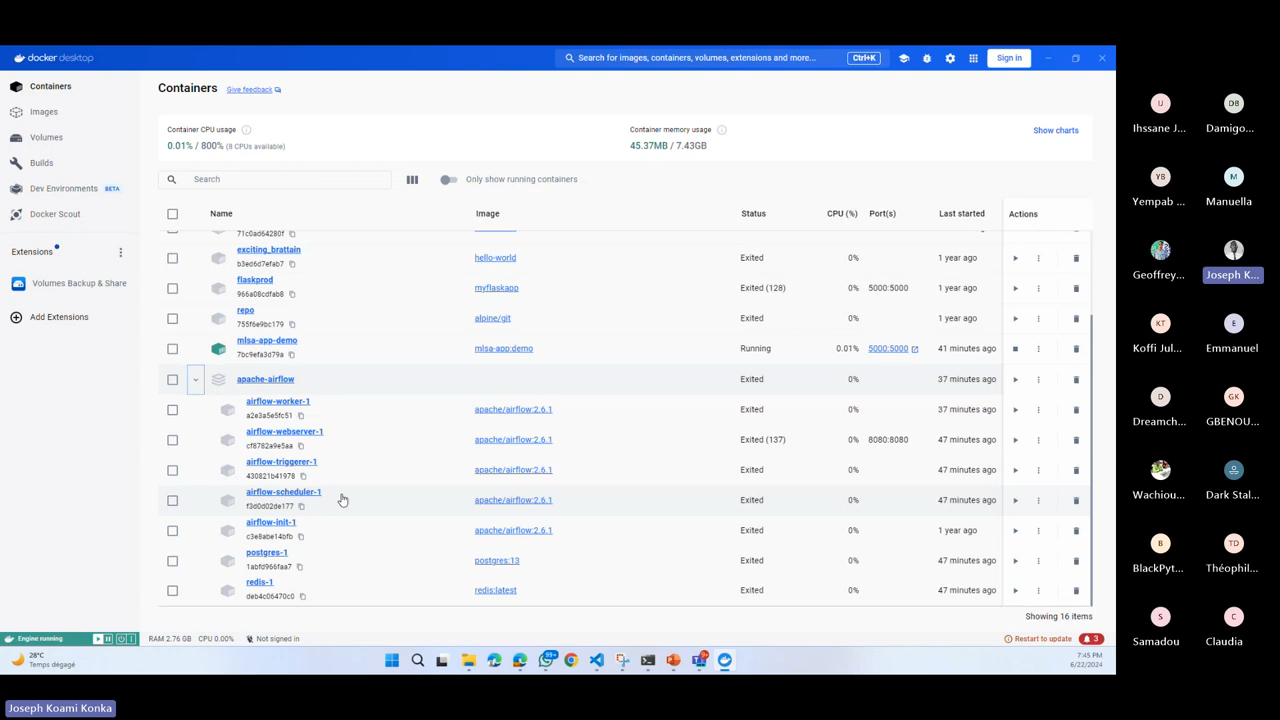 docker desktop
Search for images, containers, volumes, extensions and more...
Ctrl+K
Sign in
Containers
Images
Volumes
Builds
Dev Environments BETA
Docker Scout
Extensions
Volumes Backup & Share
Add Extensions
Containers Give feedback
Container CPU usage
0.01% / 800% (8 CPUs available)
Container memory usage
45.37MB / 7.43GB
Show charts
Search
Only show running containers
Name Image Status CPU (%) Port(s) Last started Actions
71c0ad64280f
exciting_brattain
b3ed6d7efab7
hello-world Exited 0% 1 year ago
flaskprod
966a08cdfab8
myflaskapp Exited (128) 0% 5000:5000 1 year ago
repo
755f6e9bc179
alpine/git Exited 0% 1 year ago
mlsa-app-demo
7bc9efa3d79a
mlsa-app:demo Running 0.01% 5000:5000 41 minutes ago
apache-airflow Exited 0% 37 minutes ago
airflow-worker-1
a2e3a5e5fc51
apache/airflow:2.6.1 Exited 0% 37 minutes ago
airflow-webserver-1
cf8782a9e5aa
apache/airflow:2.6.1 Exited (137) 0% 8080:8080 47 minutes ago
airflow-triggerer-1
430821b41978
apache/airflow:2.6.1 Exited 0% 47 minutes ago
airflow-scheduler-1
f3d0d02de177
apache/airflow:2.6.1 Exited 0% 47 minutes ago
airflow-init-1
c3e8abe14bfb
apache/airflow:2.6.1 Exited 0% 1 year ago
postgres-1
1abfd966faa7
postgres:13 Exited 0% 47 minutes ago
redis-1
deb4c06470c0
redis:latest Exited 0% 47 minutes ago
Showing 16 items
Engine running
RAM 2.76 GB CPU 0.00% Not signed in
Restart to update 3
28°C
Temps dégagé
99+
9+
7:45 PM
6/22/2024
IJ
Ihssane J...
DB
Damigo...
YB
Yempab ...
M
Manuella
Geoffrey...
Joseph K...
KT
Koffi Jul...
E
Emmanuel
D
Dreamch...
G
GBENOU...
Wachiou...
Dark Stal...
B
BlackPyt...
TD
Théophil...
S
Samadou
C
Claudia
Joseph Koami Konka